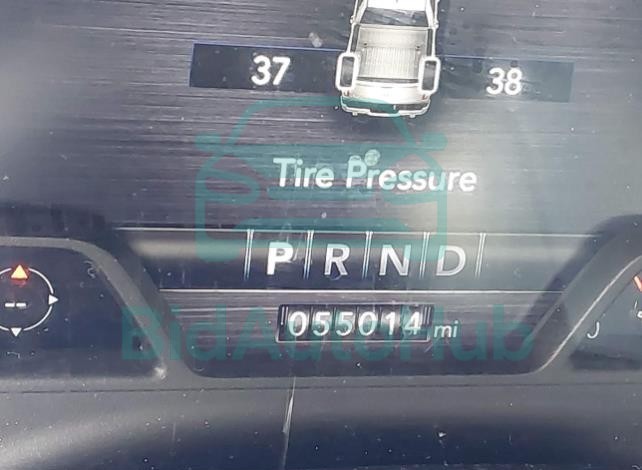 37 38
Tire Pressure
P R N D
055014 mi
--
BidAutoHub